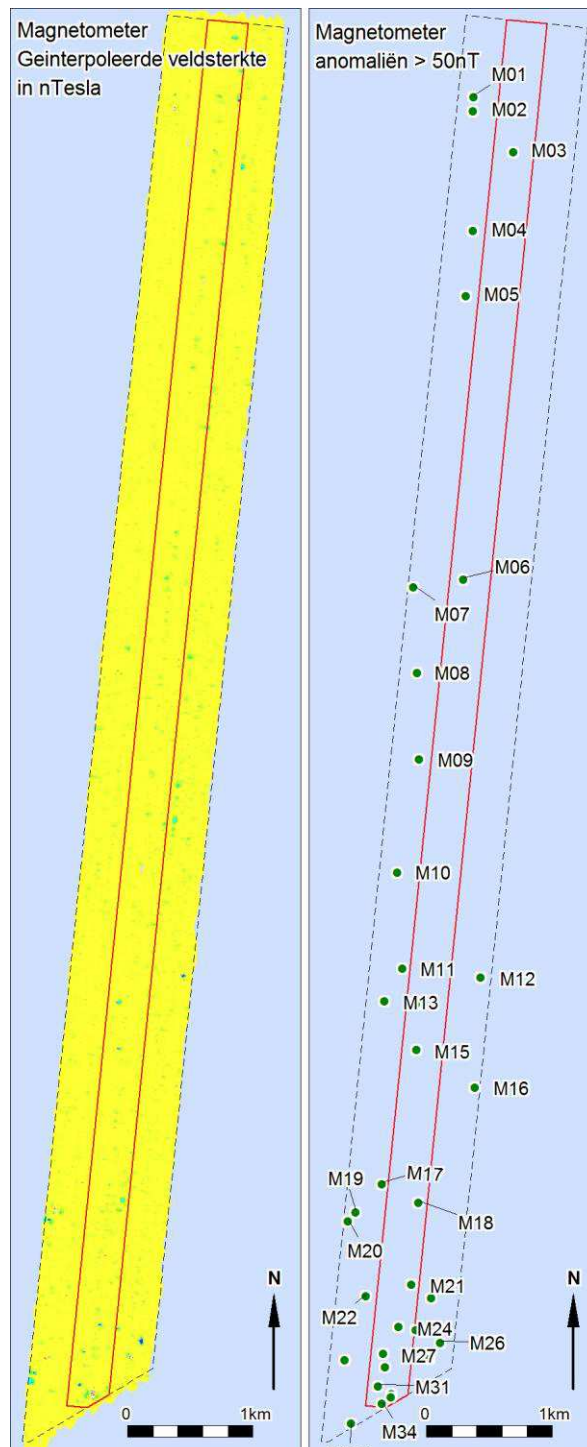 Magnetometer
Geinterpoleerde veldsterkte
in nTesla
N
0
1km
Magnetometer
anomaliën > 50nT
M01
M02
M03
M04
M05
M06
M07
M08
M09
M10
M11
M12
M13
M15
M16
M17
M19
M18
M20
M21
M22
M24
M26
M27
M31
M34
N
0
1km